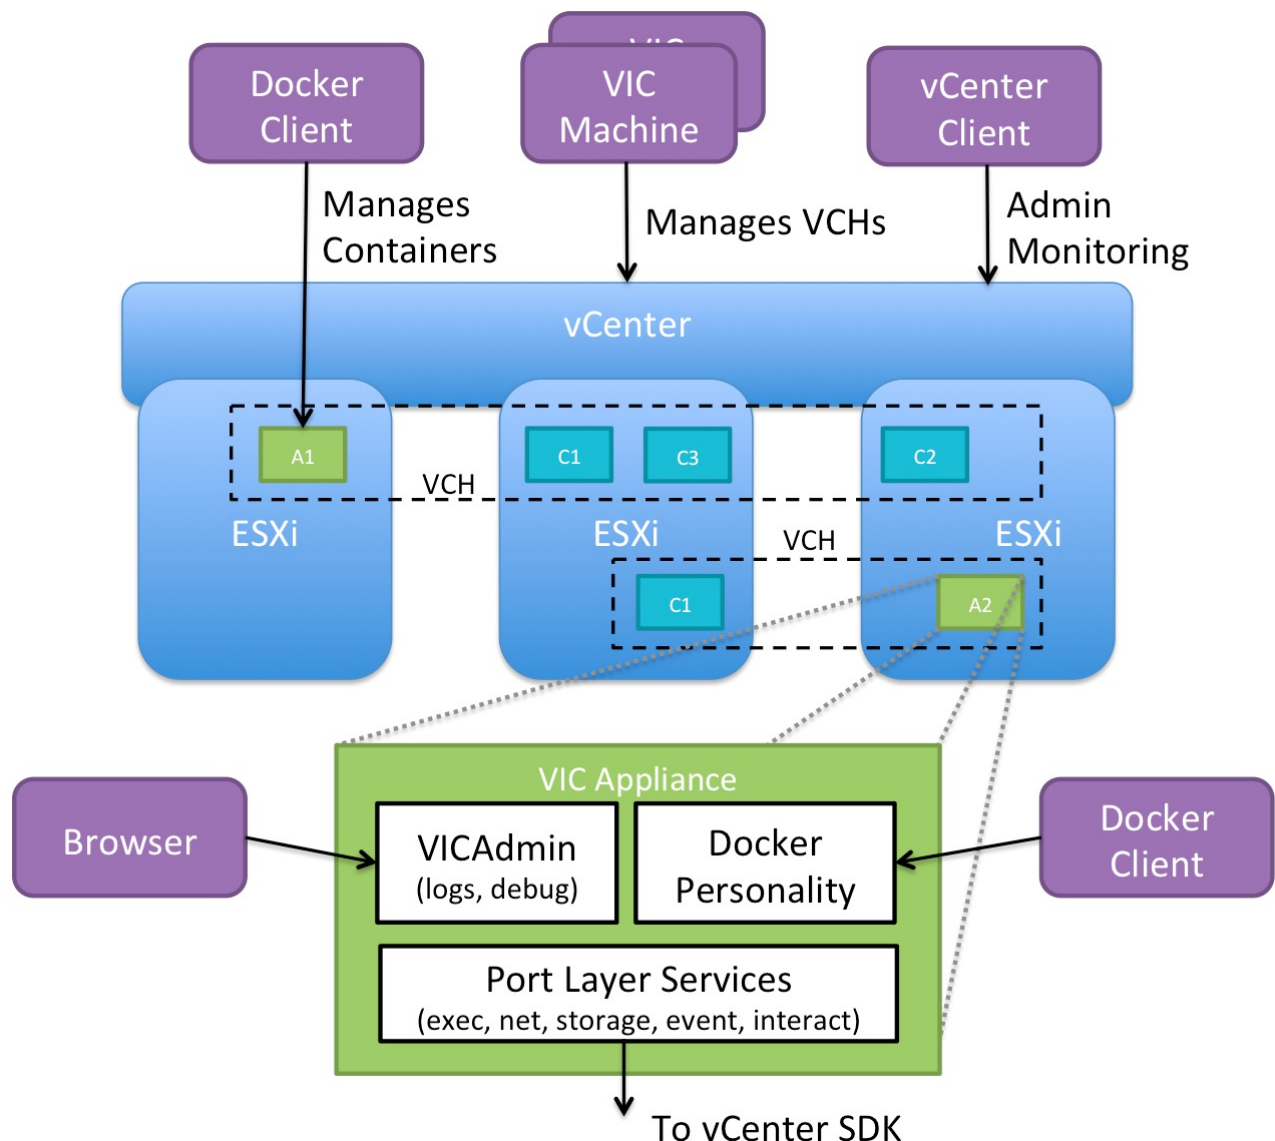 VIC
Docker
Client
VIC
Machine
vCenter
Client
Manages
Containers
Manages VCHs
Admin
Monitoring
vCenter
A1
C1
C3
C2
VCH
ESXi
ESXi
ESXi
VCH
C1
A2
VIC Appliance
Browser
VICAdmin
(logs, debug)
Docker
Personality
Docker
Client
Port Layer Services
(exec, net, storage, event, interact)
To vCenter SDK